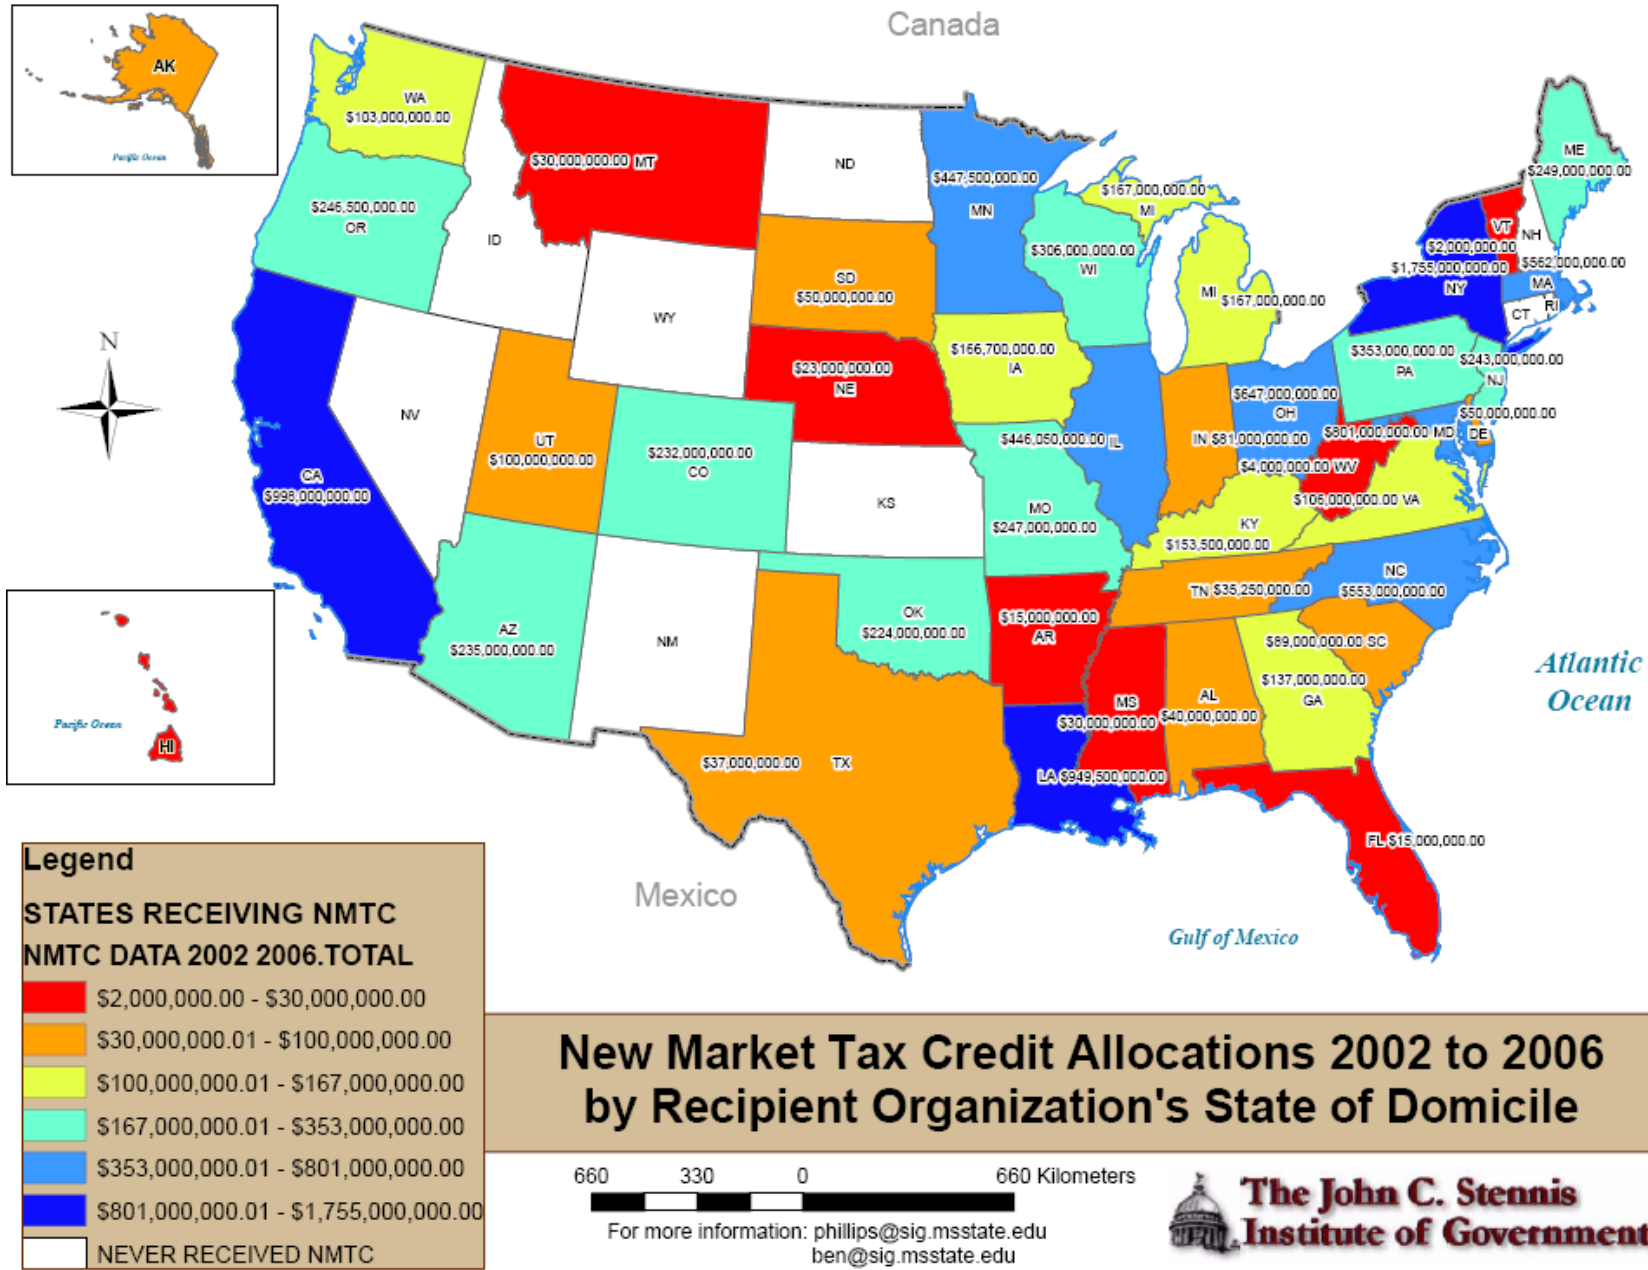 Canada
AK
Pacific Ocean
WA
$103,000,000.00
$30,000,000.00 MT
ND
$447,500,000.00
MN
$167,000,000.00
MI
ME
$249,000,000.00
$246,500,000.00
OR
ID
SD
$50,000,000.00
$306,000,000.00
WI
MI
$167,000,000.00
VT
NH
$2,000,000.00
$562,000,000.00
$1,755,000,000.00
NY
MA
CT
RI
WY
N
$166,700,000.00
IA
$353,000,000.00
PA
$243,000,000.00
NJ
$23,000,000.00
NE
$647,000,000.00
OH
$50,000,000.00
DE
NV
UT
$100,000,000.00
$232,000,000.00
CO
$446,050,000.00 IL
IN $81,000,000.00
$801,000,000.00 MD
$4,000,000.00 WV
CA
$998,000,000.00
KS
MO
$247,000,000.00
$106,000,000.00 VA
KY
$153,500,000.00
NC
$553,000,000.00
TN $35,250,000.00
AZ
$235,000,000.00
NM
OK
$224,000,000.00
$15,000,000.00
AR
$69,000,000.00 SC
$137,000,000.00
GA
Atlantic
Ocean
Pacific Ocean
HI
MS
$30,000,000.00
AL
$40,000,000.00
$37,000,000.00 TX
LA $949,500,000.00
FL $15,000,000.00
Mexico
Gulf of Mexico
Legend
STATES RECEIVING NMTC
NMTC DATA 2002 2006.TOTAL
$2,000,000.00 - $30,000,000.00
$30,000,000.01 - $100,000,000.00
$100,000,000.01 - $167,000,000.00
$167,000,000.01 - $353,000,000.00
$353,000,000.01 - $801,000,000.00
$801,000,000.01 - $1,755,000,000.00
NEVER RECEIVED NMTC
New Market Tax Credit Allocations 2002 to 2006
by Recipient Organization's State of Domicile
660 330 0 660 Kilometers
For more information: phillips@sig.msstate.edu
ben@sig.msstate.edu
The John C. Stennis
Institute of Government